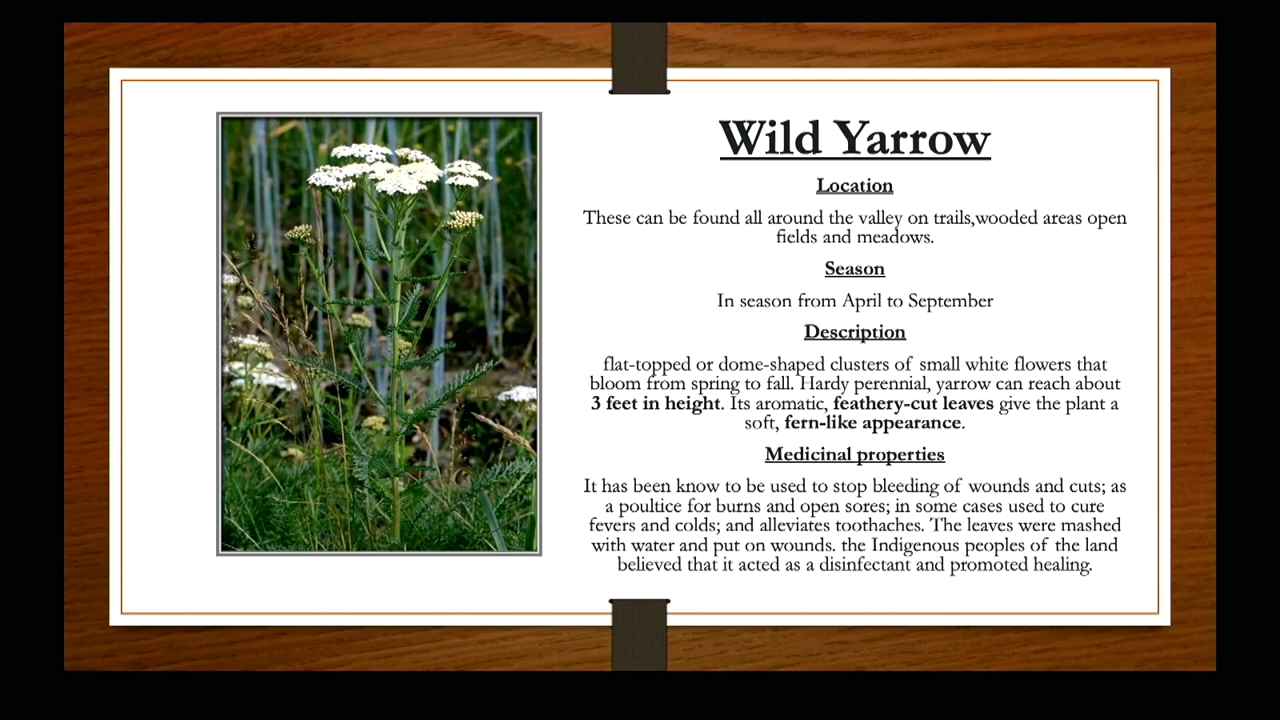 Wild Yarrow
Location
These can be found all around the valley on trails,wooded areas open
fields and meadows.
Season
In season from April to September
Description
flat-topped or dome-shaped clusters of small white flowers that
bloom from spring to fall. Hardy perennial, yarrow can reach about
3 feet in height. Its aromatic, feathery-cut leaves give the plant a
soft, fern-like appearance.
Medicinal properties
It has been know to be used to stop bleeding of wounds and cuts; as
a poultice for burns and open sores; in some cases used to cure
fevers and colds; and alleviates toothaches. The leaves were mashed
with water and put on wounds. the Indigenous peoples of the land
believed that it acted as a disinfectant and promoted healing.